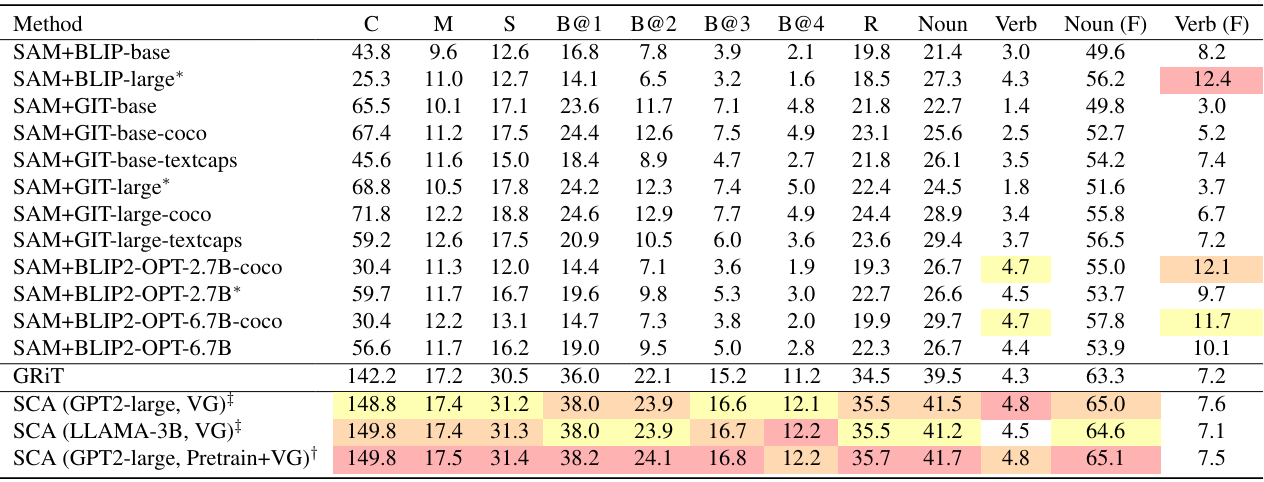 Method C M S B@1 B@2 B@3 B@4 R Noun Verb Noun (F) Verb (F)
SAM+BLIP-base 43.8 9.6 12.6 16.8 7.8 3.9 2.1 19.8 21.4 3.0 49.6 8.2
SAM+BLIP-large* 25.3 11.0 12.7 14.1 6.5 3.2 1.6 18.5 27.3 4.3 56.2 12.4
SAM+GIT-base 65.5 10.1 17.1 23.6 11.7 7.1 4.8 21.8 22.7 1.4 49.8 3.0
SAM+GIT-base-coco 67.4 11.2 17.5 24.4 12.6 7.5 4.9 23.1 25.6 2.5 52.7 5.2
SAM+GIT-base-textcaps 45.6 11.6 15.0 18.4 8.9 4.7 2.7 21.8 26.1 3.5 54.2 7.4
SAM+GIT-large* 68.8 10.5 17.8 24.2 12.3 7.4 5.0 22.4 24.5 1.8 51.6 3.7
SAM+GIT-large-coco 71.8 12.2 18.8 24.6 12.9 7.7 4.9 24.4 28.9 3.4 55.8 6.7
SAM+GIT-large-textcaps 59.2 12.6 17.5 20.9 10.5 6.0 3.6 23.6 29.4 3.7 56.5 7.2
SAM+BLIP2-OPT-2.7B-coco 30.4 11.3 12.0 14.4 7.1 3.6 1.9 19.3 26.7 4.7 55.0 12.1
SAM+BLIP2-OPT-2.7B* 59.7 11.7 16.7 19.6 9.8 5.3 3.0 22.7 26.6 4.5 53.7 9.7
SAM+BLIP2-OPT-6.7B-coco 30.4 12.2 13.1 14.7 7.3 3.8 2.0 19.9 29.7 4.7 57.8 11.7
SAM+BLIP2-OPT-6.7B 56.6 11.7 16.2 19.0 9.5 5.0 2.8 22.3 26.7 4.4 53.9 10.1
GRiT 142.2 17.2 30.5 36.0 22.1 15.2 11.2 34.5 39.5 4.3 63.3 7.2
SCA (GPT2-large, VG)‡ 148.8 17.4 31.2 38.0 23.9 16.6 12.1 35.5 41.5 4.8 65.0 7.6
SCA (LLAMA-3B, VG)‡ 149.8 17.4 31.3 38.0 23.9 16.7 12.2 35.5 41.2 4.5 64.6 7.1
SCA (GPT2-large, Pretrain+VG)† 149.8 17.5 31.4 38.2 24.1 16.8 12.2 35.7 41.7 4.8 65.1 7.5